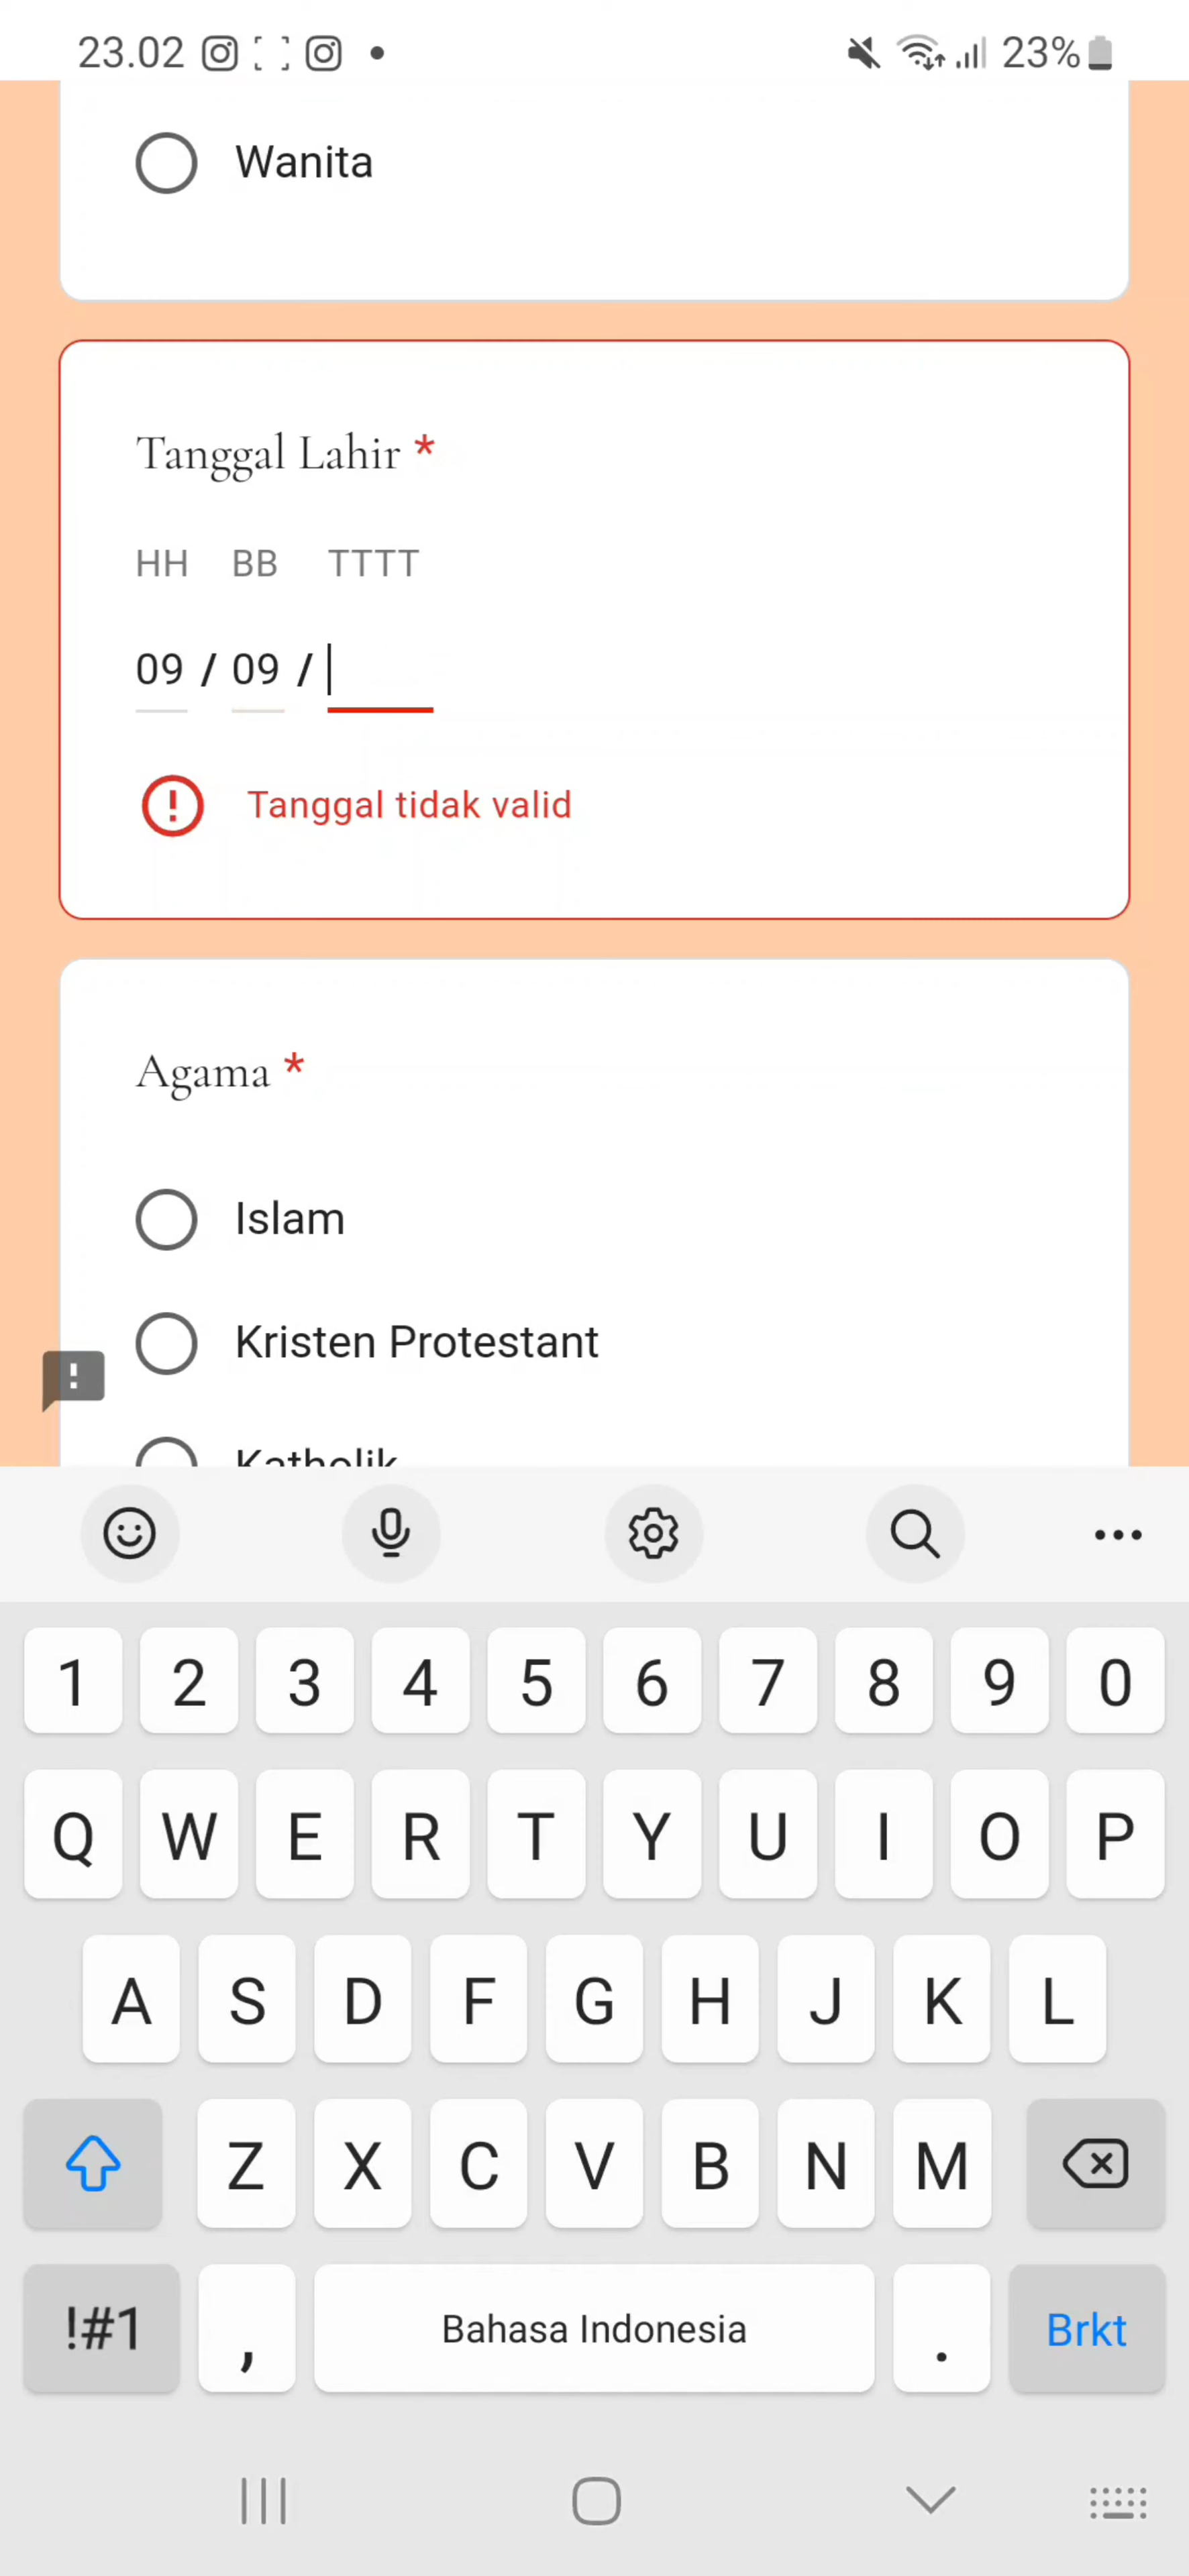 23.02 23%
Wanita
Tanggal Lahir *
HH BB TTTT
09 / 09 /
! Tanggal tidak valid
Agama *
Islam
Kristen Protestant
!
Katholik
1 2 3 4 5 6 7 8 9 0
Q W E R T Y U I O P
A S D F G H J K L
Z X C V B N M
!#1 , Bahasa Indonesia . Brkt